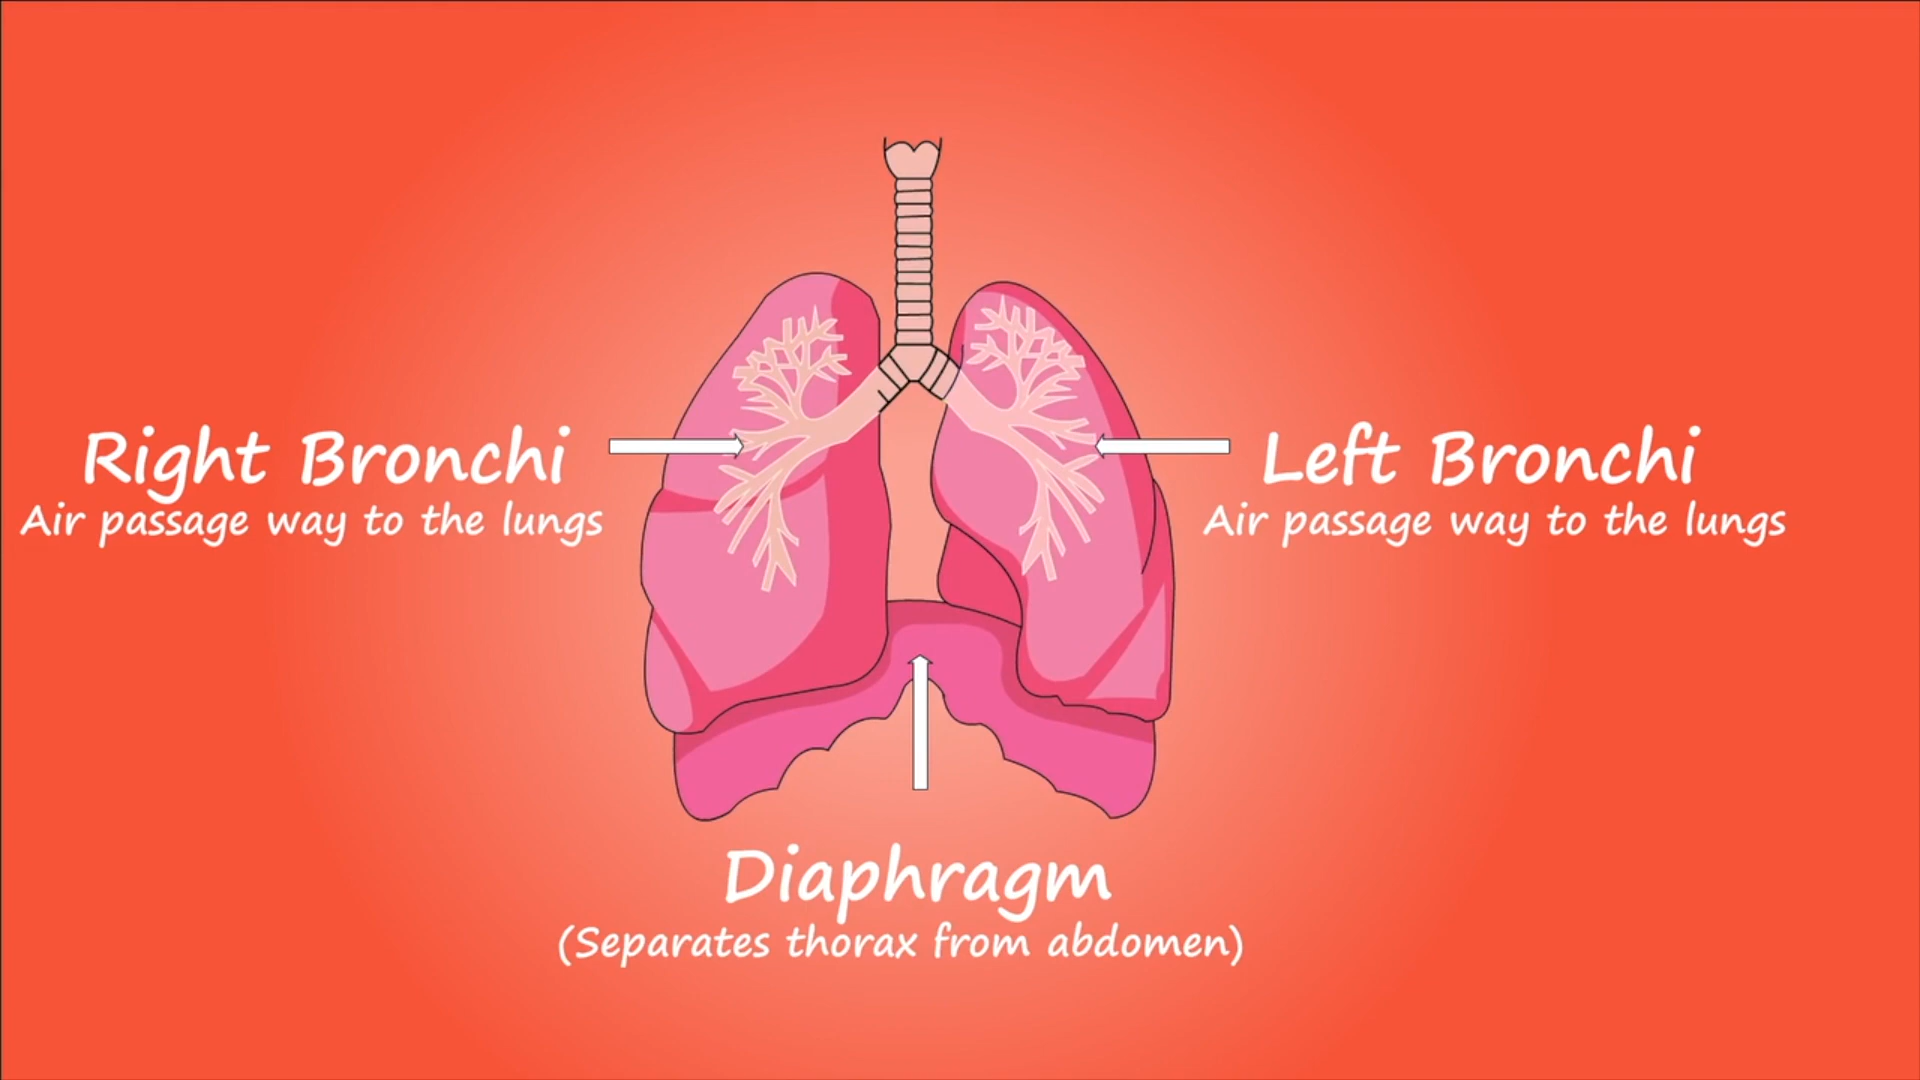 Right Bronchi
Air passage way to the lungs
Left Bronchi
Air passage way to the lungs
Diaphragm
(Separates thorax from abdomen)